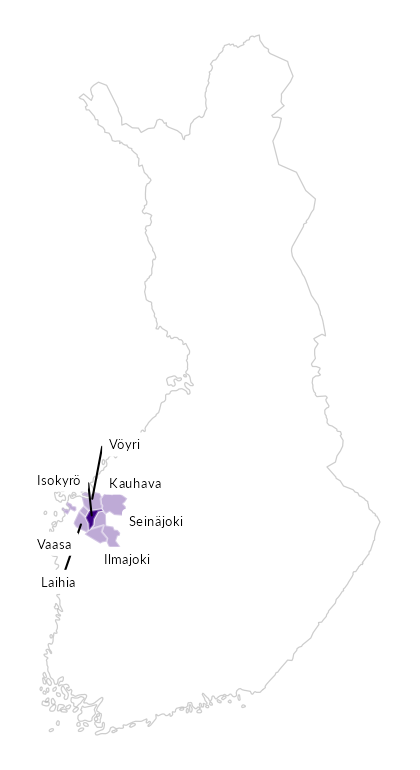 Vöyri
Isokyrö
Kauhava
Seinäjoki
Vaasa
Ilmajoki
Laihia